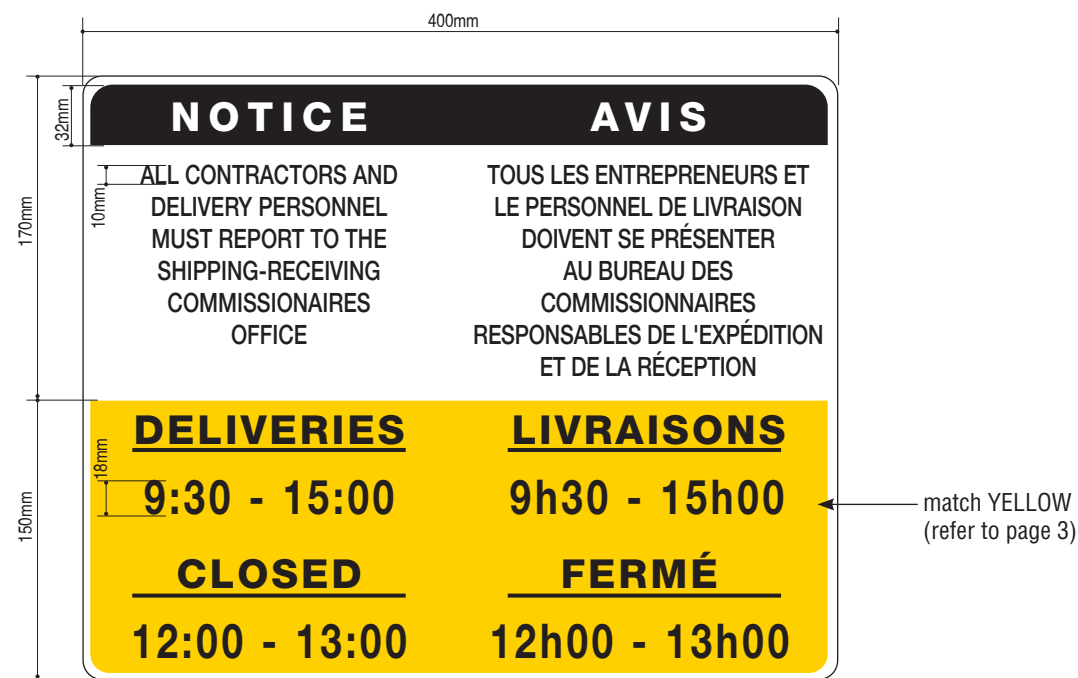 400mm
32mm
NOTICE
AVIS
10mm
170mm
ALL CONTRACTORS AND
DELIVERY PERSONNEL
MUST REPORT TO THE
SHIPPING-RECEIVING
COMMISSIONAIRES
OFFICE
TOUS LES ENTREPRENEURS ET
LE PERSONNEL DE LIVRAISON
DOIVENT SE PRÉSENTER
AU BUREAU DES
COMMISSIONNAIRES
RESPONSABLES DE L'EXPÉDITION
ET DE LA RÉCEPTION
150mm
18mm
DELIVERIES
9:30 - 15:00
CLOSED
12:00 - 13:00
LIVRAISONS
9h30 - 15h00
FERMÉ
12h00 - 13h00
match YELLOW
(refer to page 3)